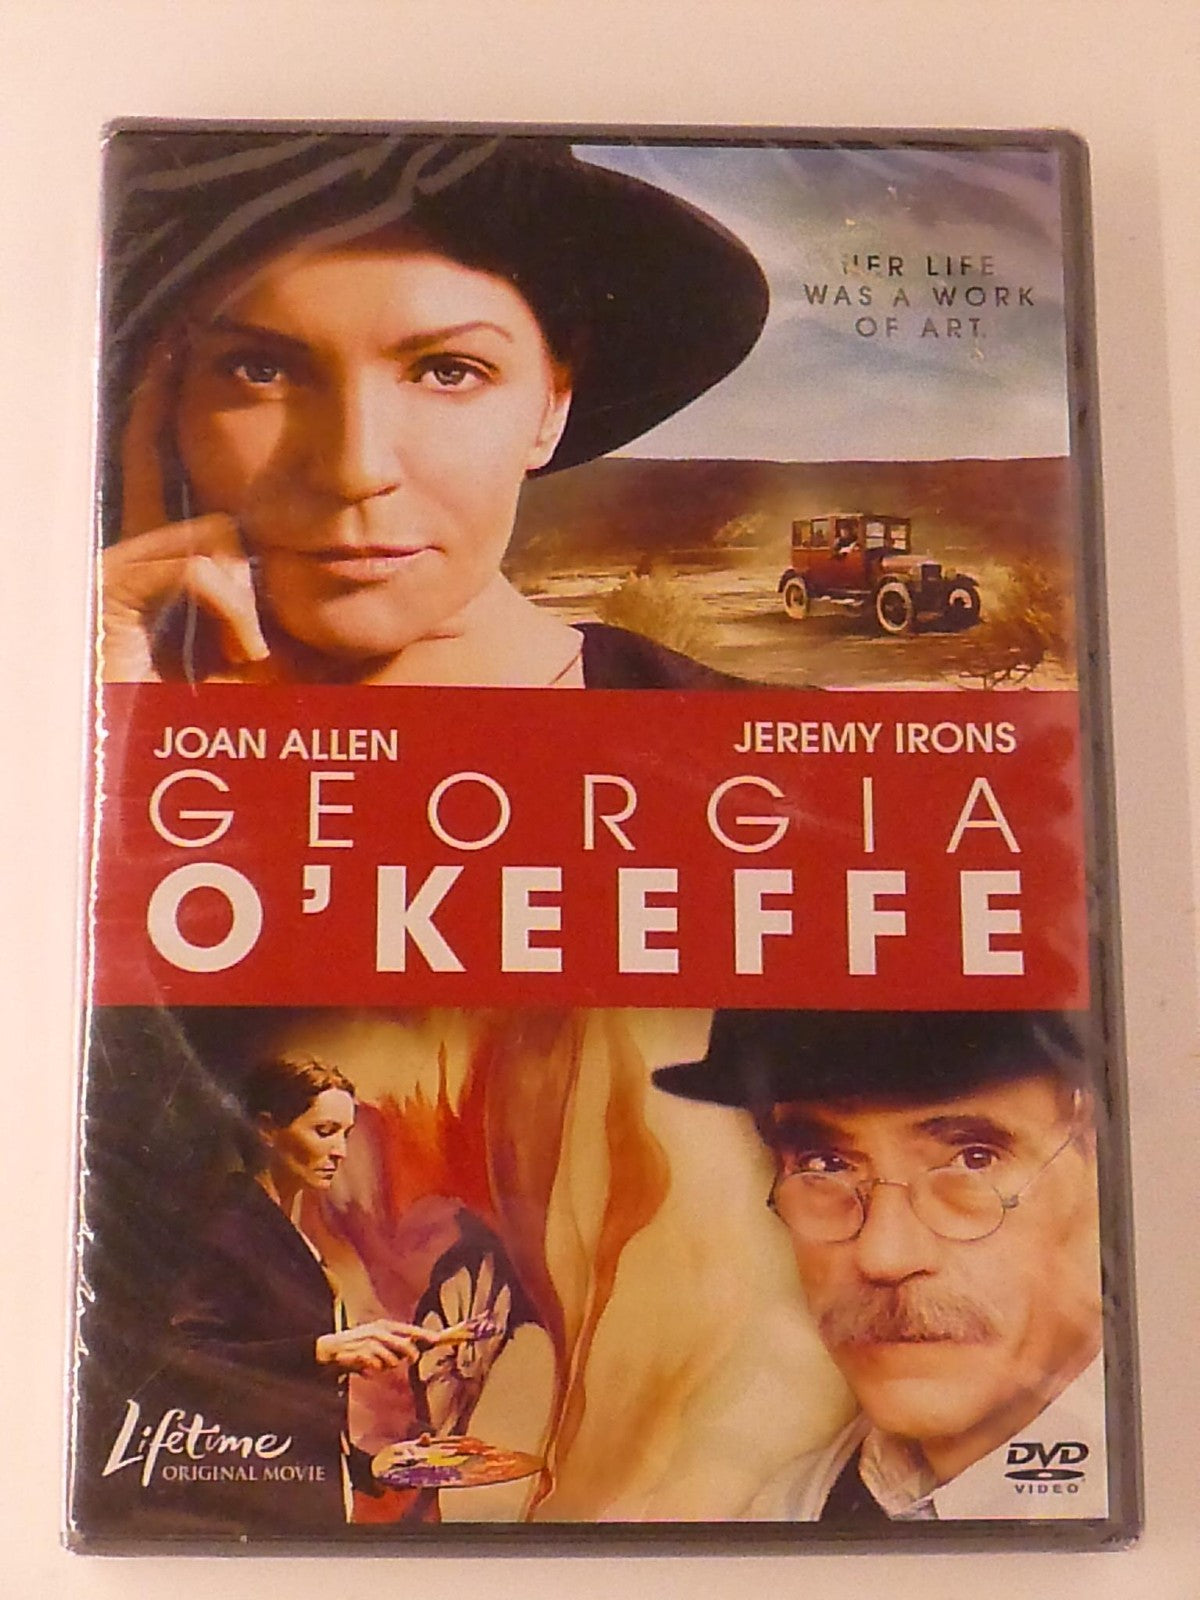 HER LIFE
WAS A WORK
OF ART.
JOAN ALLEN
JEREMY IRONS
GEORGIA
O'KEEFFE
Lifetime
ORIGINAL MOVIE
DVD
VIDEO